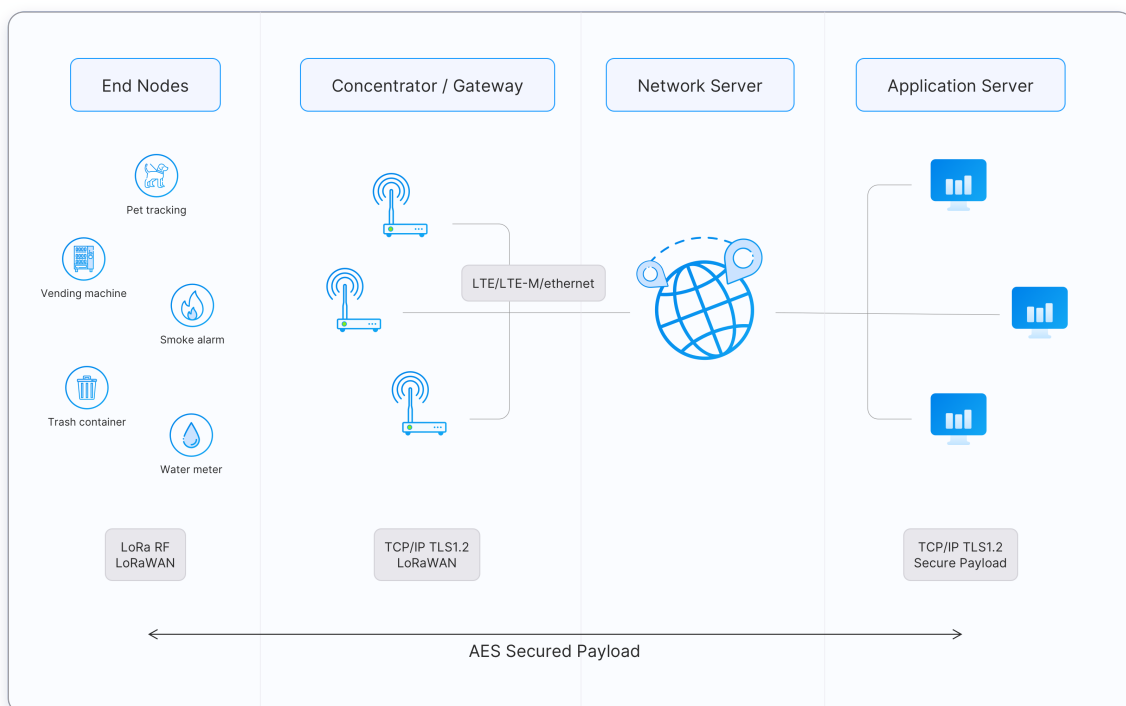 End Nodes
Concentrator / Gateway
Network Server
Application Server
Pet tracking
Vending machine
Smoke alarm
Trash container
Water meter
LTE/LTE-M/ethernet
LoRa RF
LoRaWAN
TCP/IP TLS1.2
LoRaWAN
TCP/IP TLS1.2
Secure Payload
AES Secured Payload